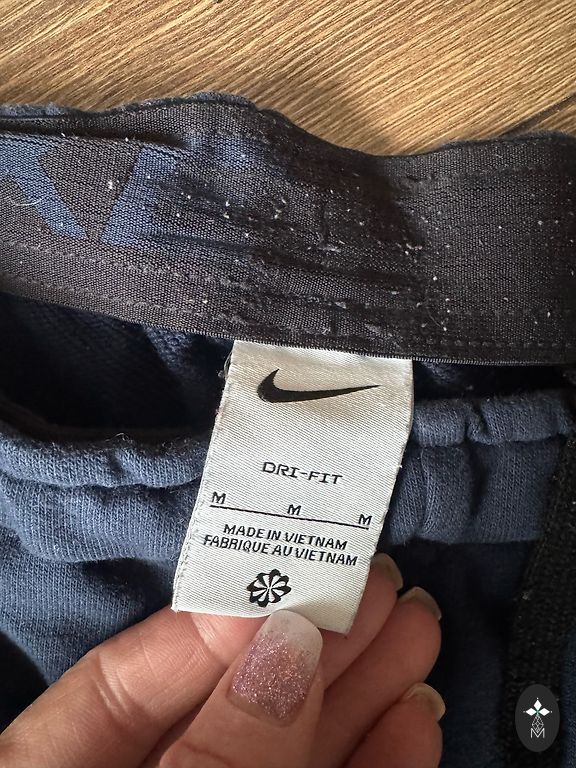 DRI-FIT
M M M
MADE IN VIETNAM
FABRIQUE AU VIETNAM
M